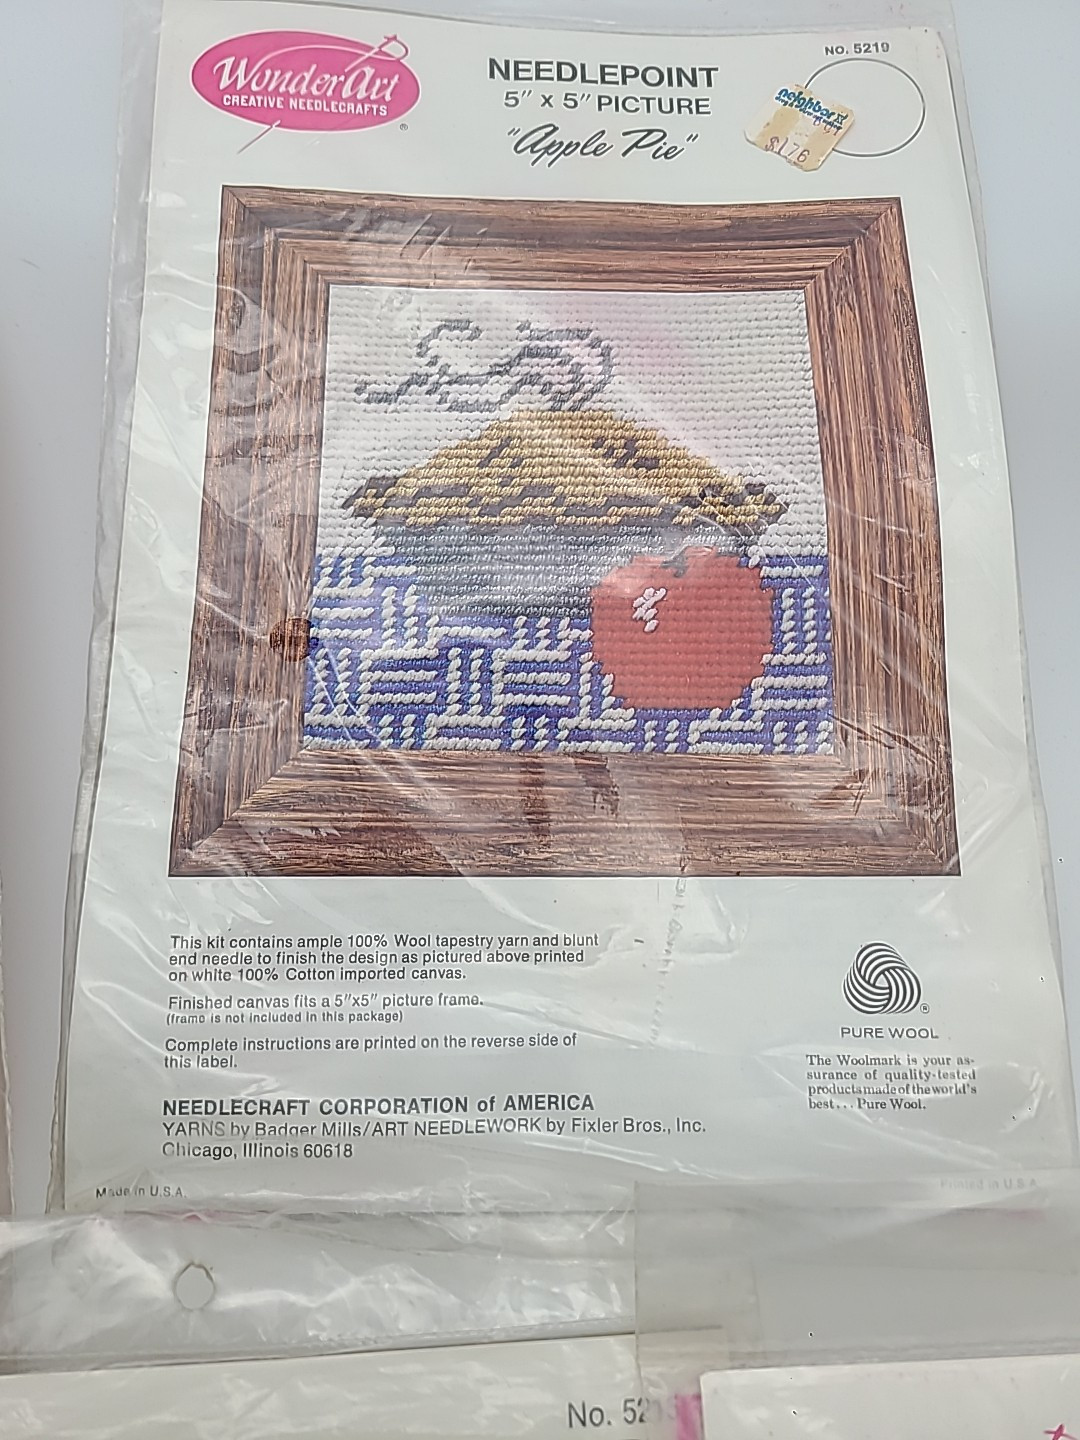 WonderArt
CREATIVE NEEDLECRAFTS
®
NEEDLEPOINT
5" x 5" PICTURE
"Apple Pie"
NO. 5219
neighbor
$1.76
This kit contains ample 100% Wool tapestry yarn and blunt
end needle to finish the design as pictured above printed
on white 100% Cotton imported canvas.
Finished canvas fits a 5"x5" picture frame.
(frame is not included in this package)
Complete instructions are printed on the reverse side of
this label.
NEEDLECRAFT CORPORATION of AMERICA
YARNS by Badger Mills/ART NEEDLEWORK by Fixler Bros., Inc.
Chicago, Illinois 60618
®
PURE WOOL
The Woolmark is your as-
surance of quality-tested
products made of the world's
best... Pure Wool.
Made in U.S.A.
Printed in U.S.A.
No. 52